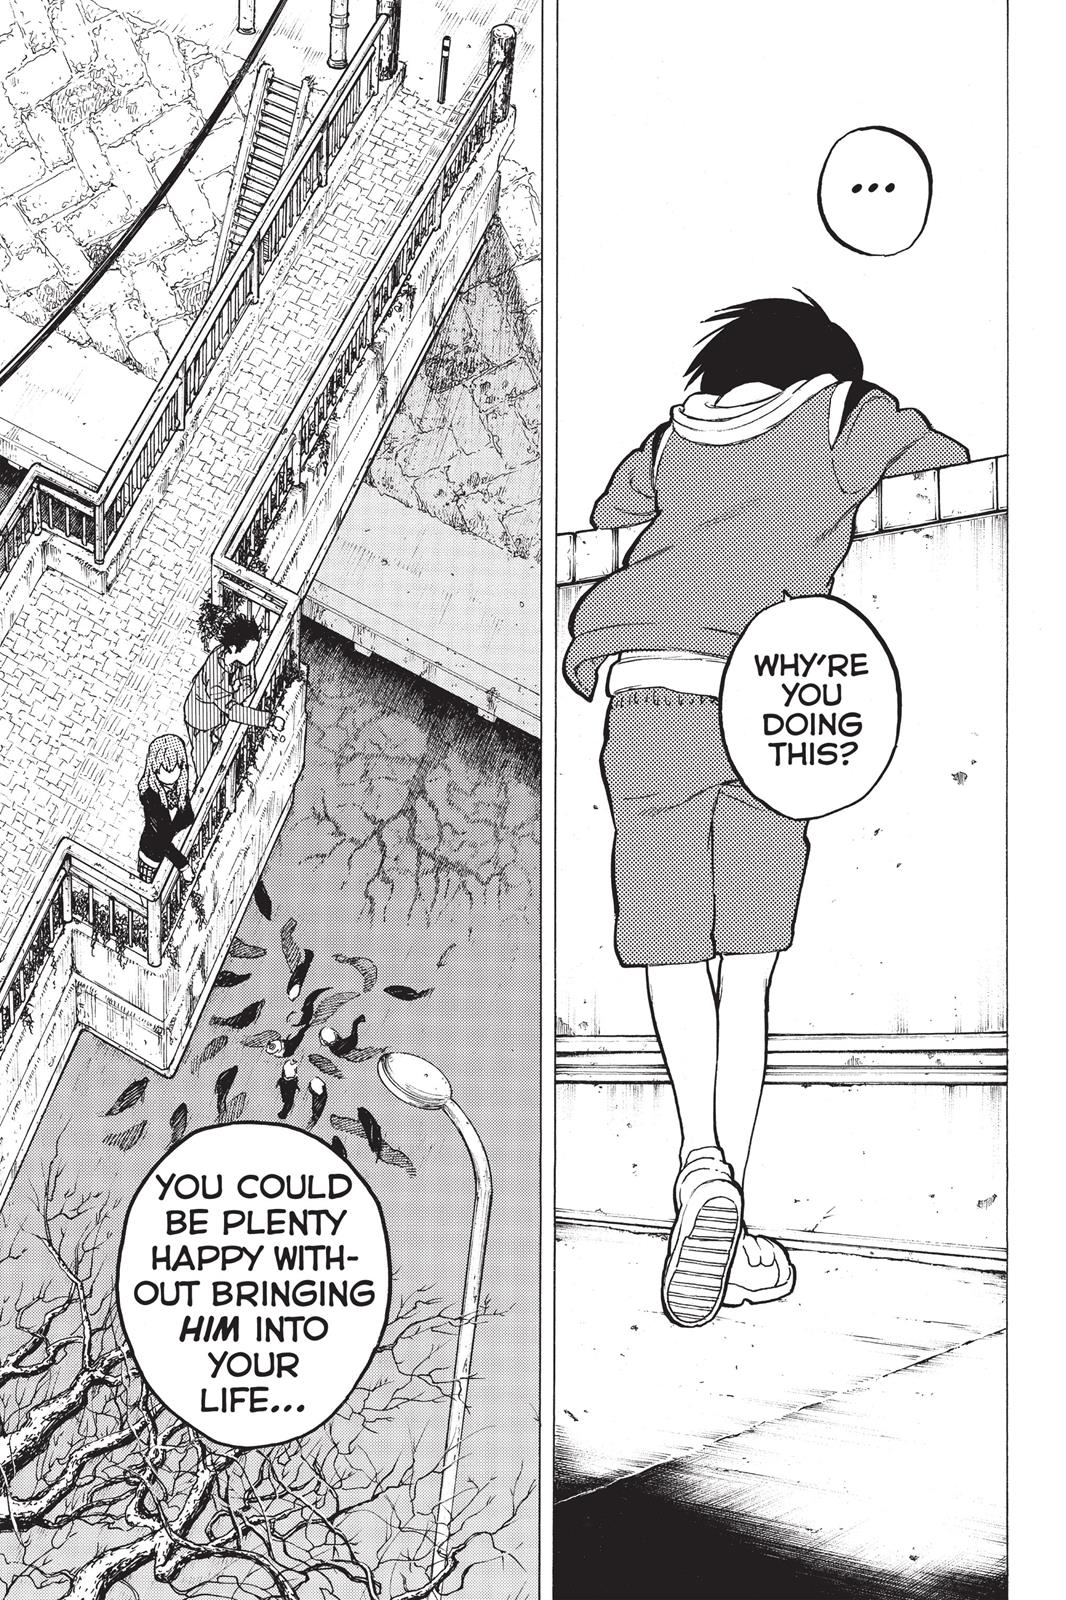 ...
WHY'RE
YOU
DOING
THIS?
YOU COULD
BE PLENTY
HAPPY WITH-
OUT BRINGING
HIM INTO
YOUR
LIFE...